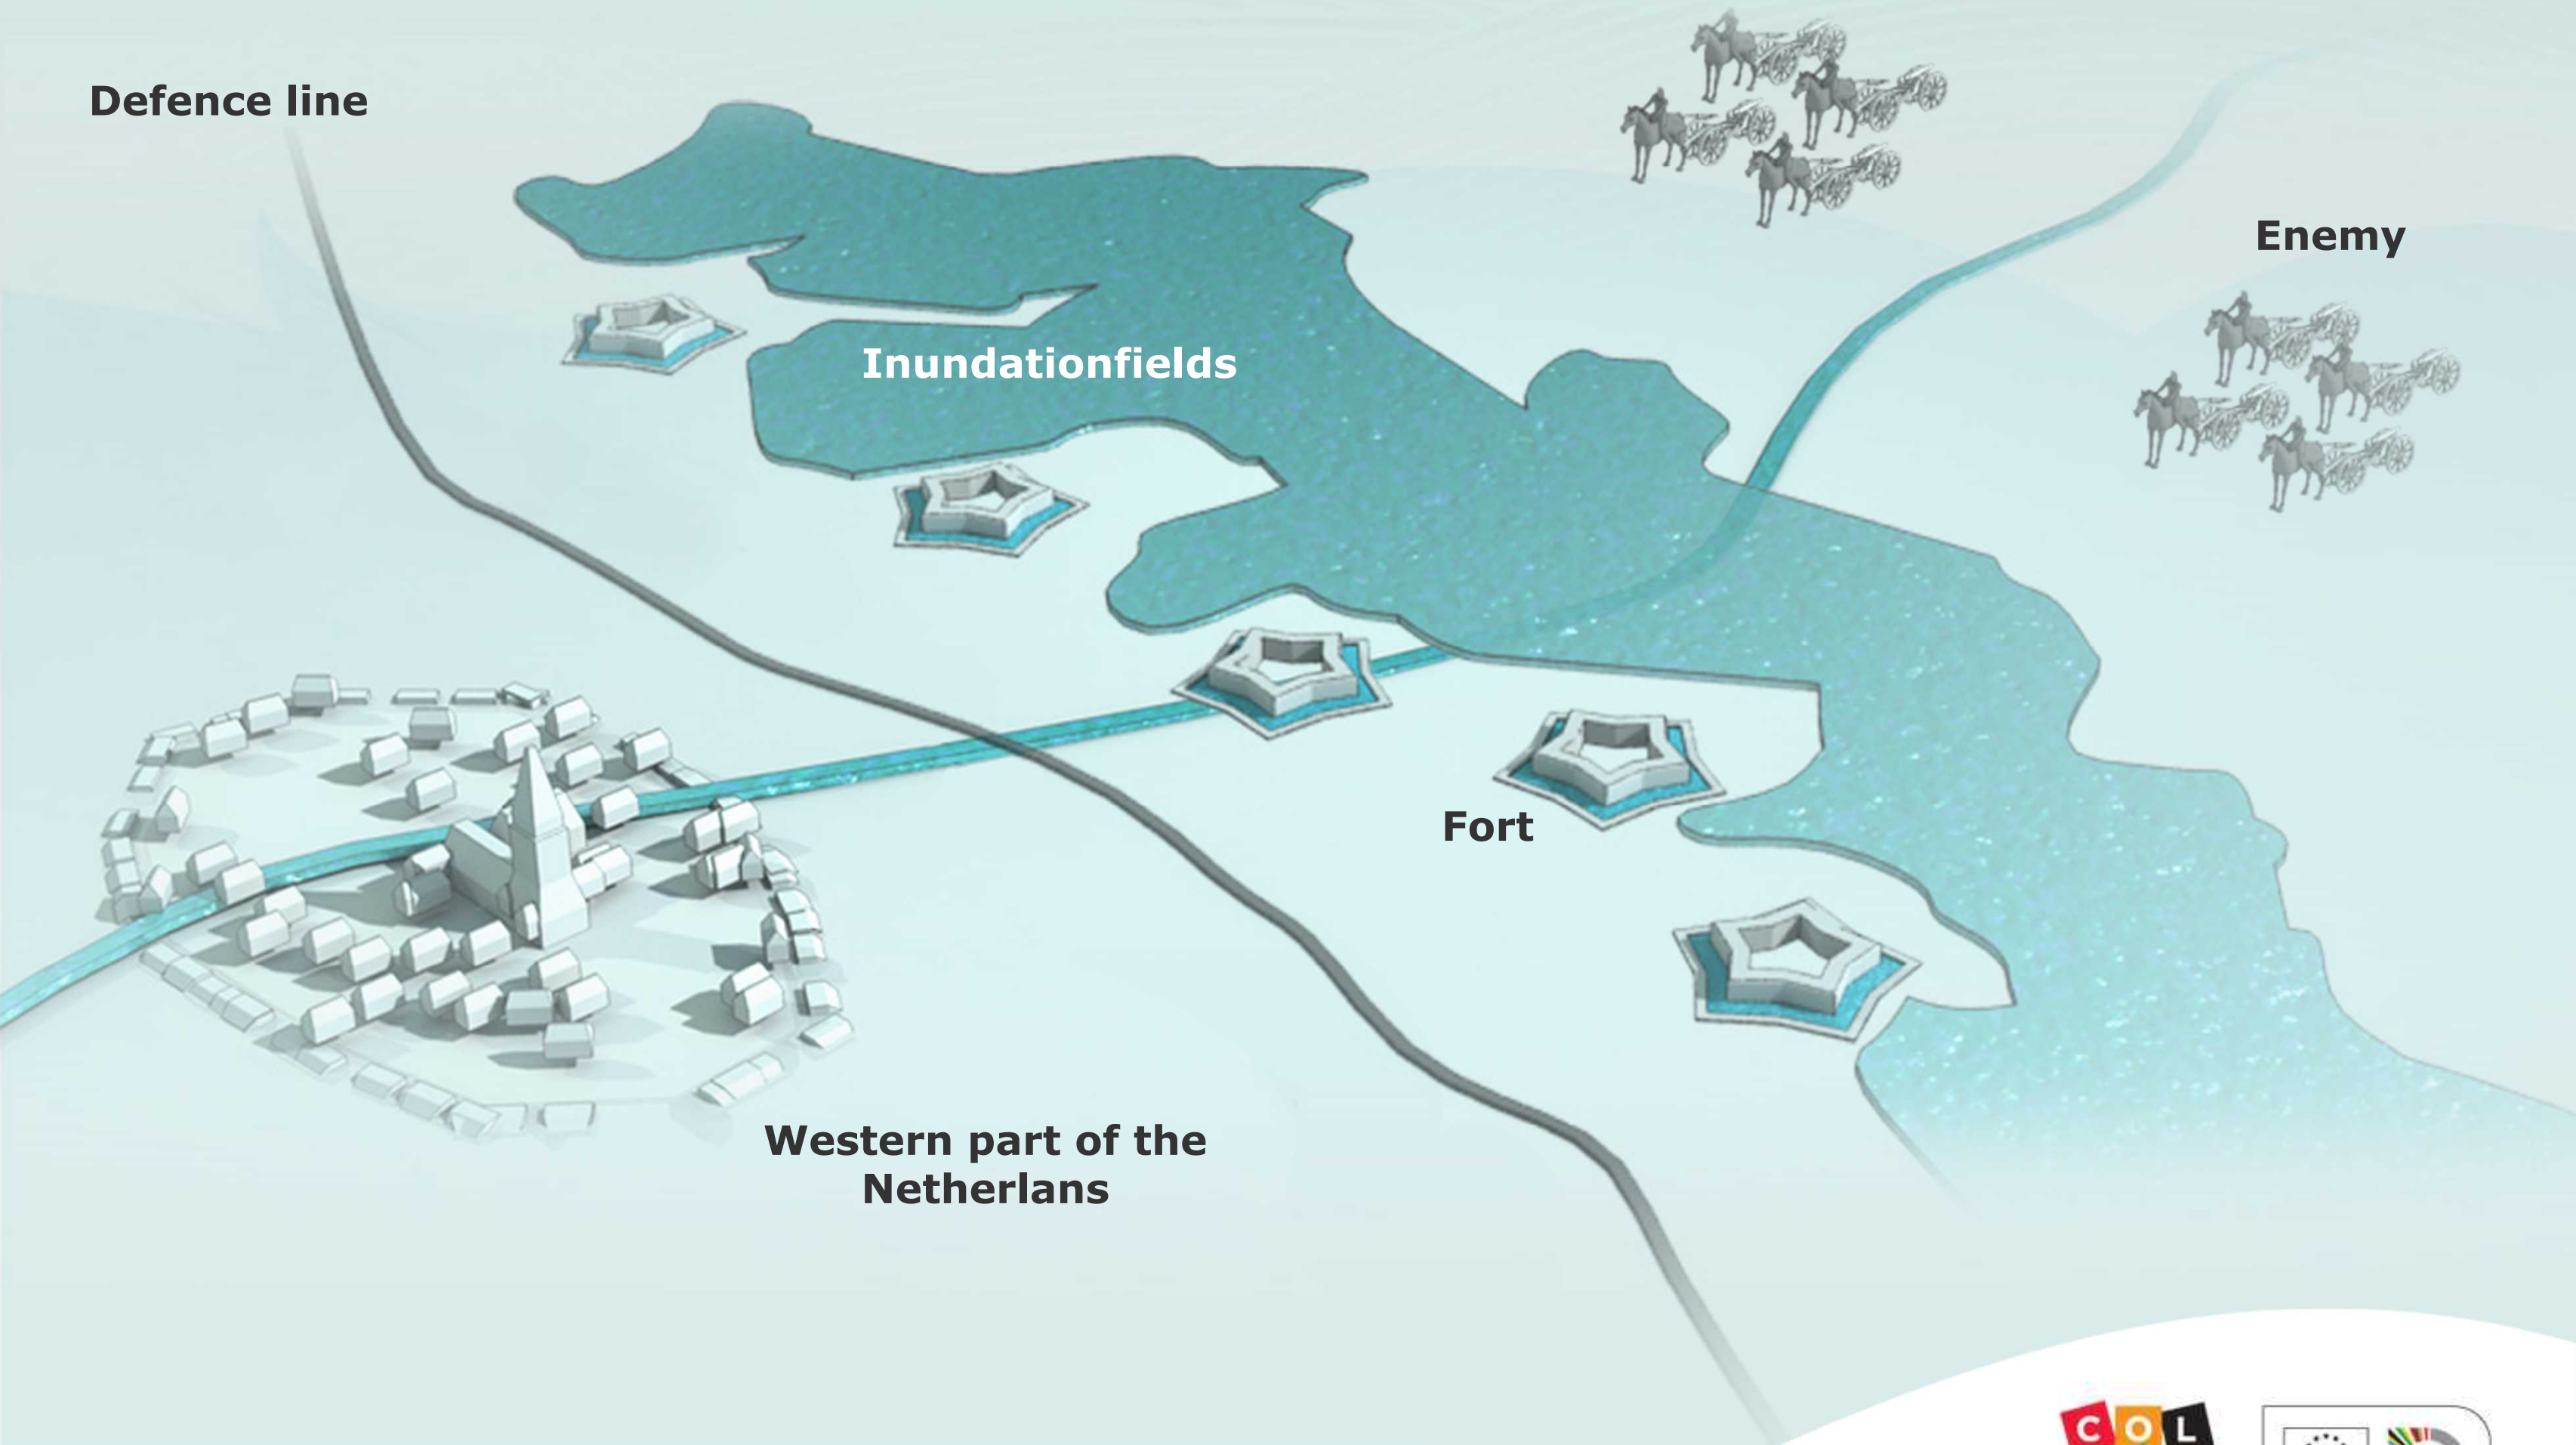 Defence line
Enemy
Inundationfields
Fort
Western part of the
Netherlans
COL